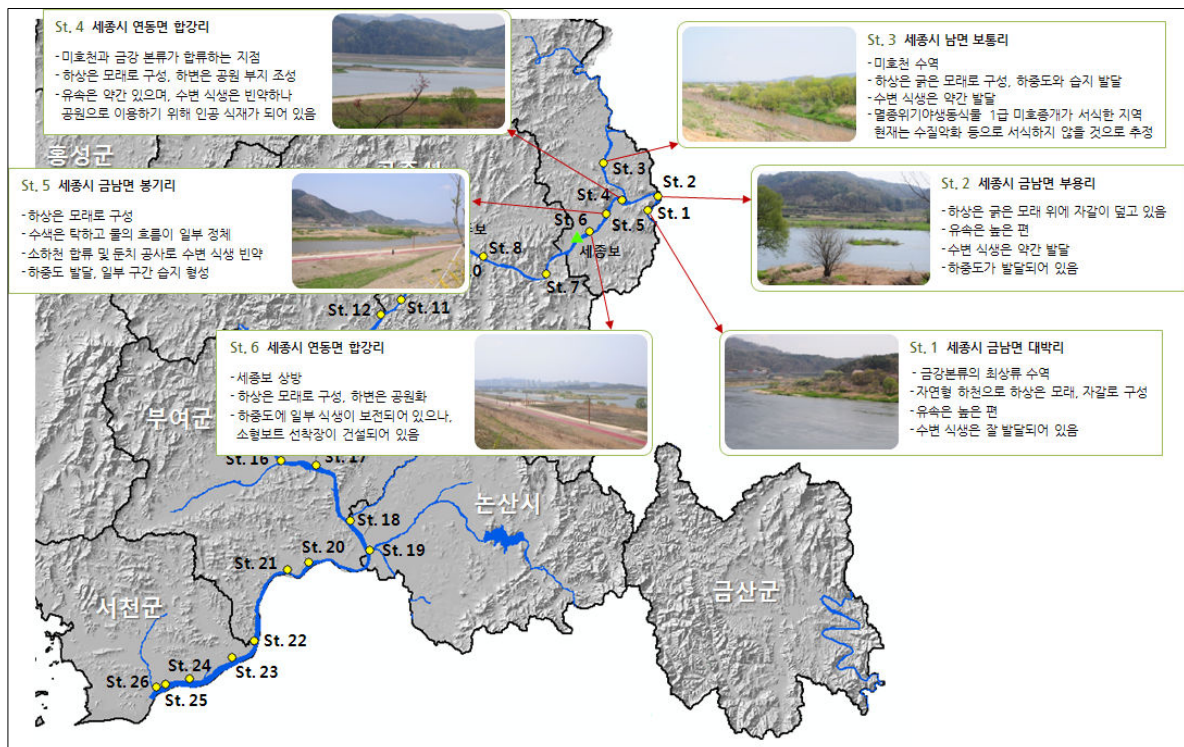 St. 4 세종시 연동면 합강리
- 미호천과 금강 본류가 합류하는 지점
- 하상은 모래로 구성, 하변은 공원 부지 조성
- 유속은 약간 있으며, 수변 식생은 빈약하나
공원으로 이용하기 위해 인공 식재가 되어 있음
St. 3 세종시 남면 보통리
- 미호천 수역
- 하상은 굵은 모래로 구성, 하중도와 습지 발달
- 수변 식생은 약간 발달
- 멸종위기야생동식물 1급 미호종개가 서식한 지역
현재는 수질악화 등으로 서식하지 않을 것으로 추정
홍성군
St. 5 세종시 금남면 봉기리
- 하상은 모래로 구성
- 수색은 탁하고 물의 흐름이 일부 정체
- 소하천 합류 및 둔치 공사로 수변 식생 빈약
- 하중도 발달, 일부 구간 습지 형성
St. 2 세종시 금남면 부용리
- 하상은 굵은 모래 위에 자갈이 덮고 있음
- 유속은 높은 편
- 수변 식생은 약간 발달
- 하중도가 발달되어 있음
St. 3
St. 2
St. 4
St. 1
St. 6
St. 5
세종보
St. 8
0
St. 7
St. 11
St. 12
St. 6 세종시 연동면 합강리
- 세종보 상방
- 하상은 모래로 구성, 하변은 공원화
- 하중도에 일부 식생이 보전되어 있으나,
소형보트 선착장이 건설되어 있음
St. 1 세종시 금남면 대박리
- 금강본류의 최상류 수역
- 자연형 하천으로 하상은 모래, 자갈로 구성
- 유속은 높은 편
- 수변 식생은 잘 발달되어 있음
부여군
St. 16
St. 17
논산시
St. 18
St. 19
St. 20
St. 21
서천군
금산군
St. 22
St. 23
St. 24
St. 26
St. 25